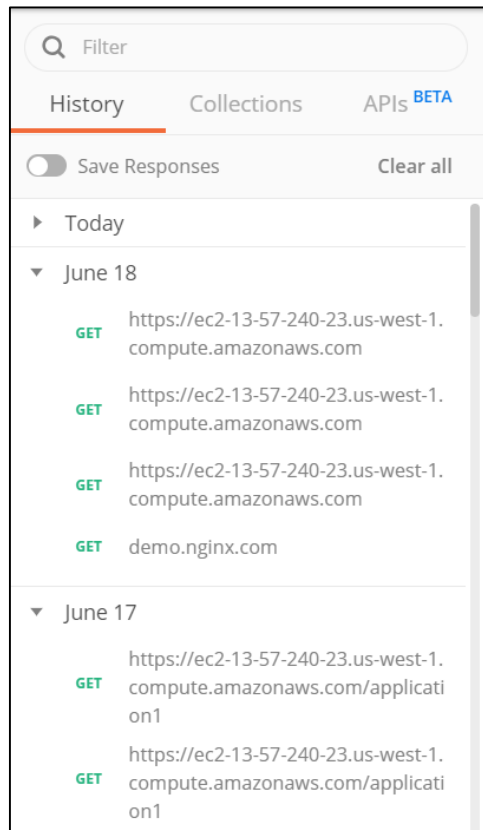 Filter
History Collections APIs BETA
Save Responses Clear all
Today
June 18
GET https://ec2-13-57-240-23.us-west-1.
compute.amazonaws.com
GET https://ec2-13-57-240-23.us-west-1.
compute.amazonaws.com
GET https://ec2-13-57-240-23.us-west-1.
compute.amazonaws.com
GET demo.nginx.com
June 17
GET https://ec2-13-57-240-23.us-west-1.
compute.amazonaws.com/applicati
on1
GET https://ec2-13-57-240-23.us-west-1.
compute.amazonaws.com/applicati
on1